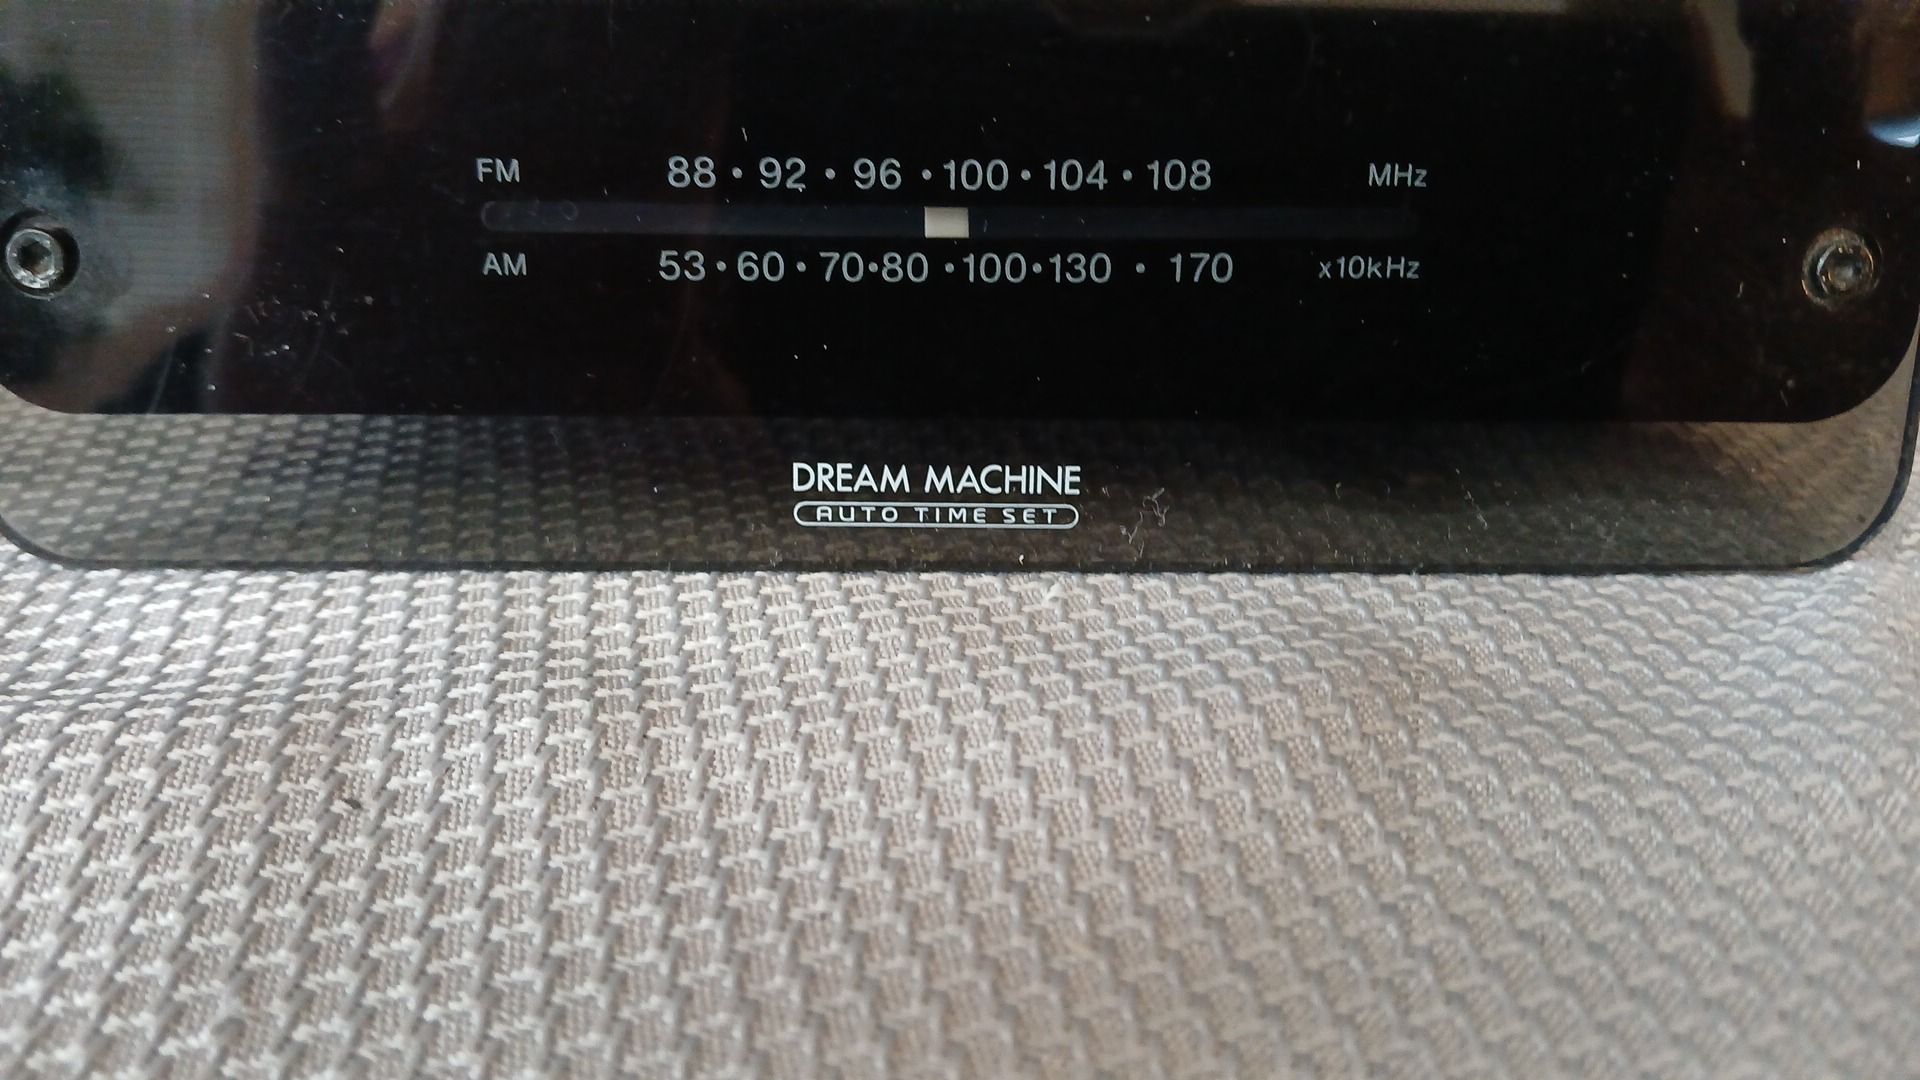 FM 88 • 92 • 96 • 100 • 104 • 108 MHz
AM 53 • 60 • 70 • 80 • 100 • 130 • 170 x10kHz
DREAM MACHINE
AUTO TIME SET